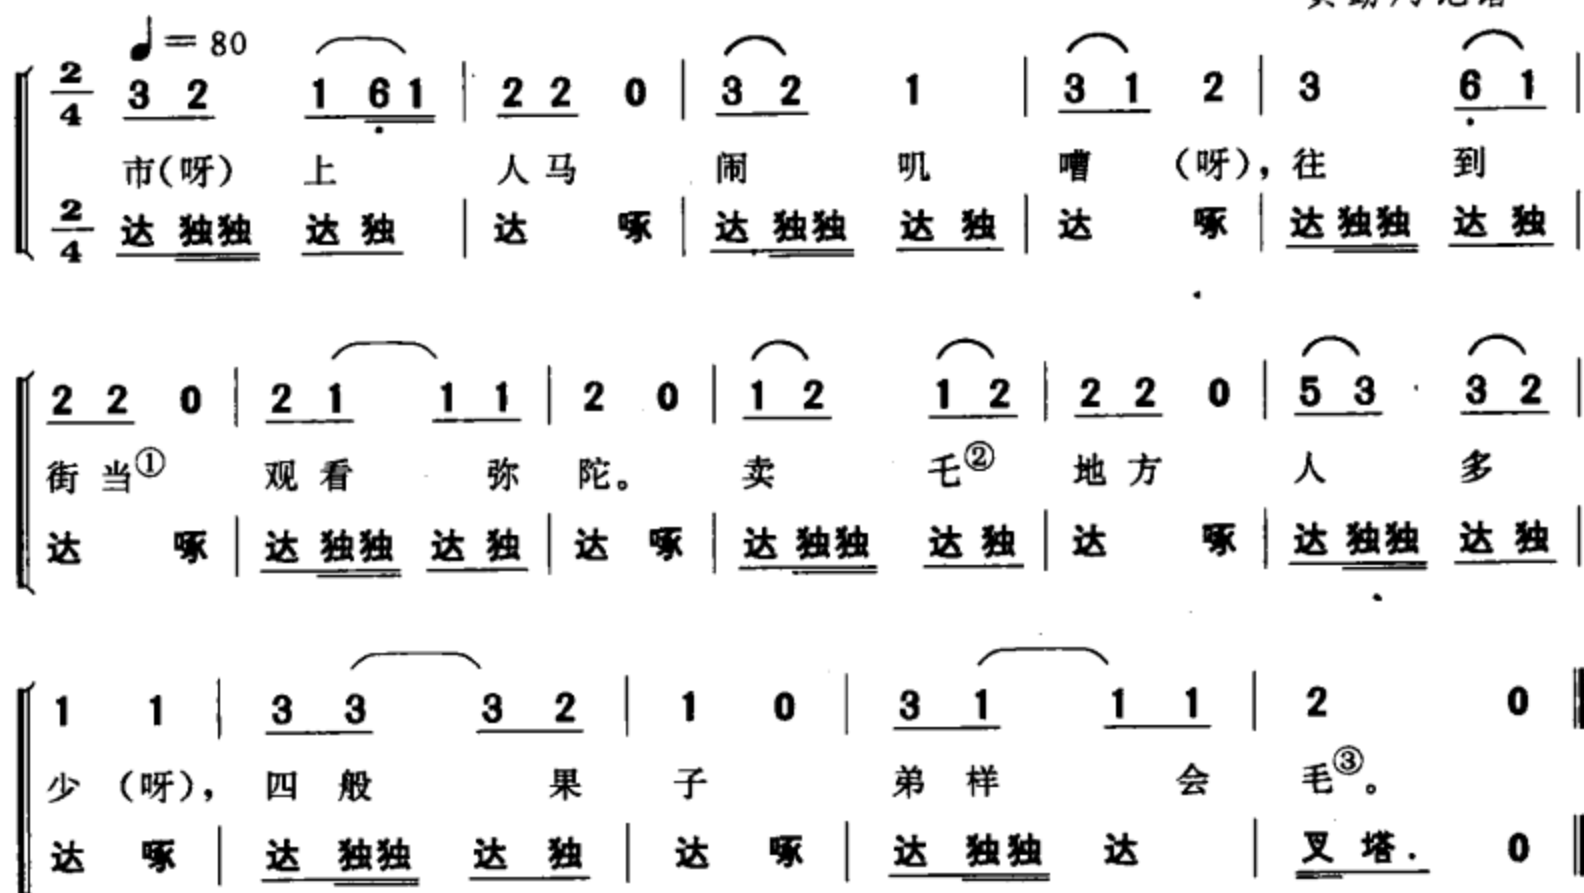 ♩= 80
2/4 3 2 1 6 1 | 2 2 0 | 3 2 1 | 3 1 2 | 3 6 1 |
市(呀) 上 人马 闹 叽 嘈 (呀), 往 到
2/4 达 独独 达 独 | 达 啄 | 达 独独 达 独 | 达 啄 | 达 独独 达 独 |
2 2 0 | 2 1 1 1 | 2 0 | 1 2 1 2 | 2 2 0 | 5 3 3 2 |
街 当① 观 看 弥 陀。 卖 乇② 地 方 人 多
达 啄 | 达 独独 达 独 | 达 啄 | 达 独独 达 独 | 达 啄 | 达 独独 达 独 |
1 1 | 3 3 3 2 | 1 0 | 3 1 1 1 | 2 0 ‖
少 (呀), 四 般 果 子 弟 样 会 毛③。
达 啄 | 达 独独 达 独 | 达 啄 | 达 独独 达 | 叉 塔. 0 ‖